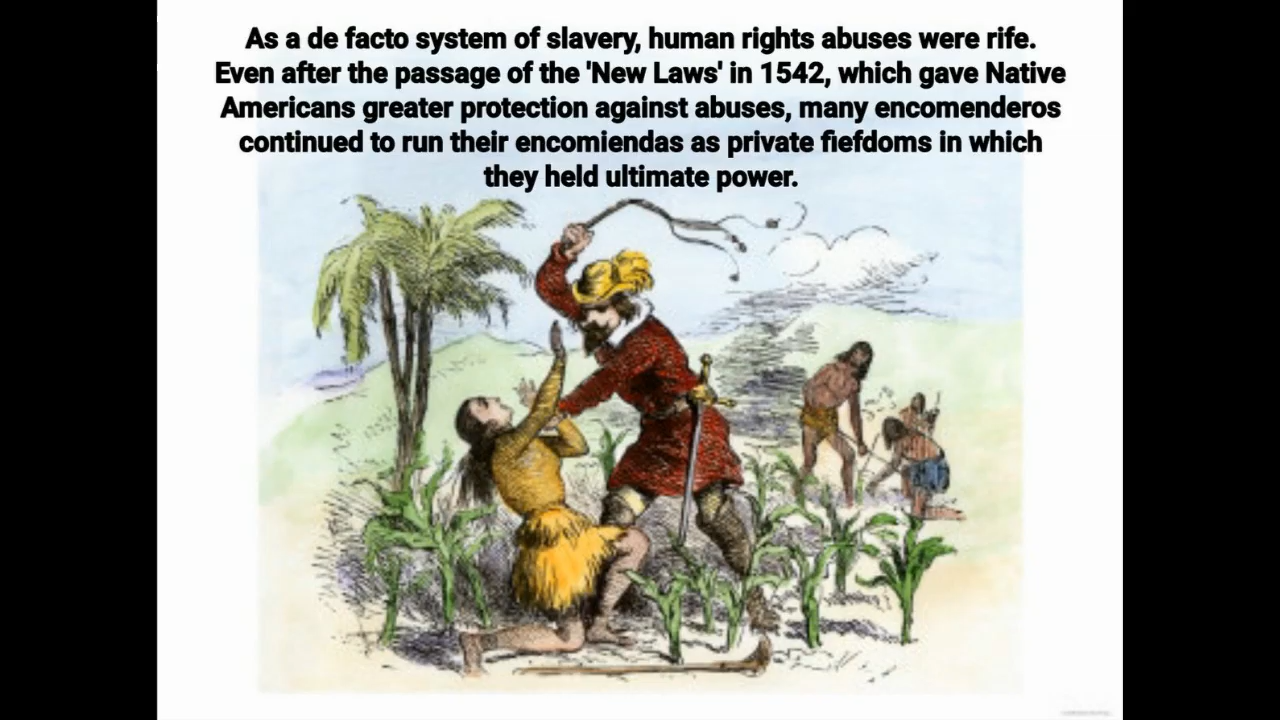 As a de facto system of slavery, human rights abuses were rife.
Even after the passage of the 'New Laws' in 1542, which gave Native
Americans greater protection against abuses, many encomenderos
continued to run their encomiendas as private fiefdoms in which
they held ultimate power.